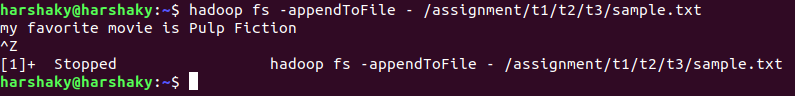 harshaky@harshaky:~$ hadoop fs -appendToFile - /assignment/t1/t2/t3/sample.txt
my favorite movie is Pulp Fiction
^Z
[1]+  Stopped                 hadoop fs -appendToFile - /assignment/t1/t2/t3/sample.txt
harshaky@harshaky:~$